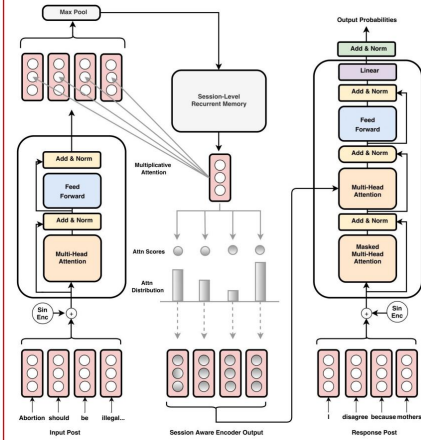 Max Pool
Session-Level
Recurrent Memory
Multiplicative
Attention
Add & Norm
Feed
Forward
Add & Norm
Multi-Head
Attention
Sin
Enc
+
Abortion should be illegal...
Input Post
Attn Scores
Attn
Distribution
Session Aware Encoder Output
Output Probabilities
Add & Norm
Linear
Add & Norm
Feed
Forward
Add & Norm
Multi-Head
Attention
Add & Norm
Masked
Multi-Head
Attention
+
Sin
Enc
I disagree because mothers
Response Post